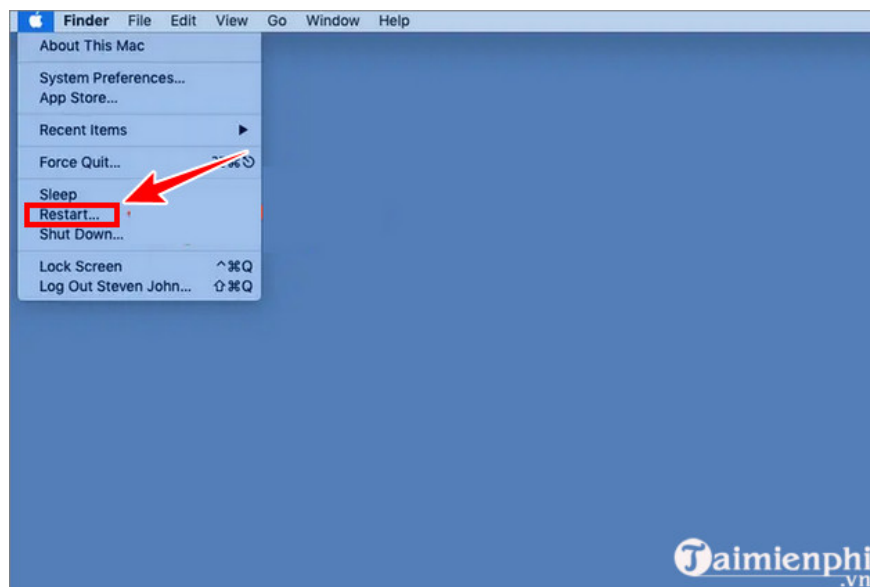 Finder File Edit View Go Window Help
About This Mac
System Preferences...
App Store...
Recent Items
Force Quit...
Sleep
Restart...
Shut Down...
Lock Screen ^⌘Q
Log Out Steven John... ⇧⌘Q
Taimienphi
.vn